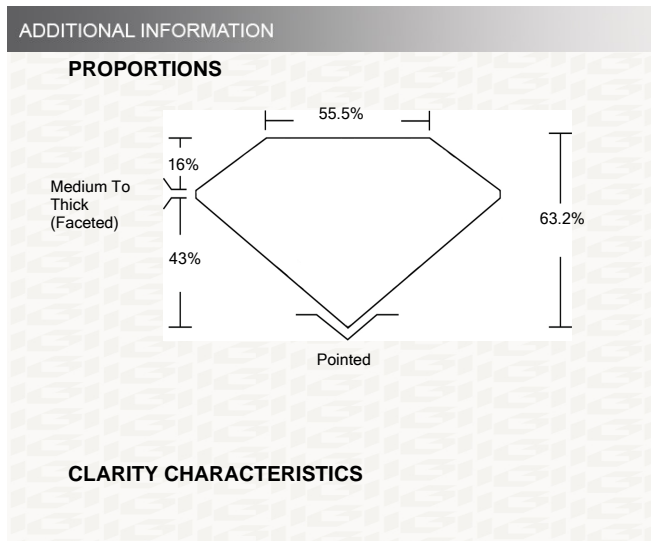 ADDITIONAL INFORMATION
PROPORTIONS
55.5%
16%
Medium To
Thick
(Faceted)
63.2%
43%
Pointed
CLARITY CHARACTERISTICS